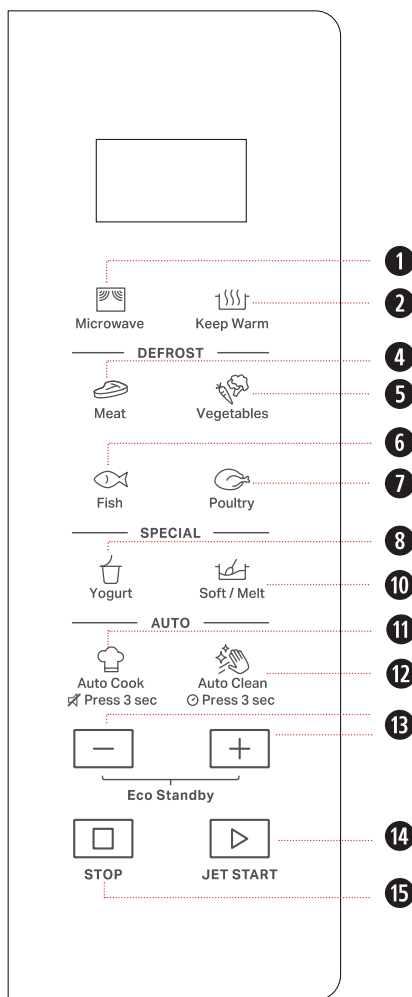 1
Microwave Keep Warm
2
DEFROST
4
Meat Vegetables
5
6
Fish Poultry
7
SPECIAL
8
Yogurt Soft / Melt
10
AUTO
11
Auto Cook Auto Clean
12
Press 3 sec Press 3 sec
13
Eco Standby
14
STOP JET START
15